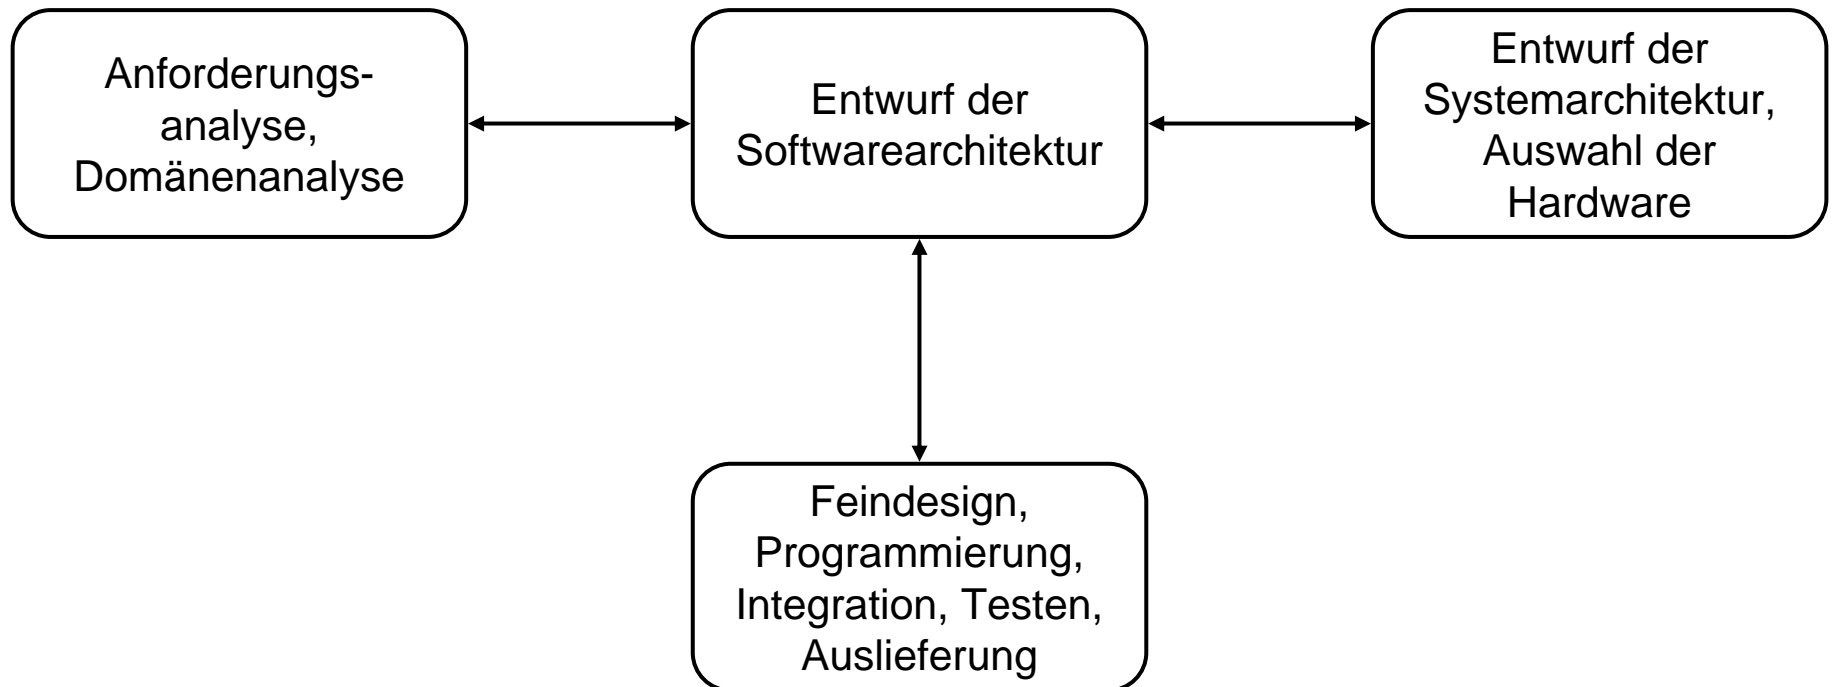 Anforderungs-
analyse,
Domänenanalyse
Entwurf der
Softwarearchitektur
Entwurf der
Systemarchitektur,
Auswahl der
Hardware
Feindesign,
Programmierung,
Integration, Testen,
Auslieferung